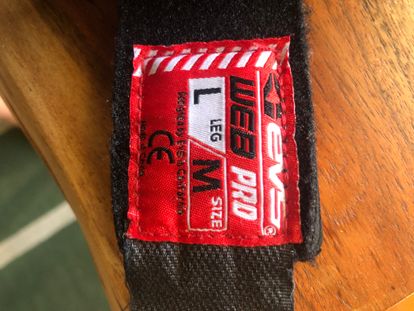 EVS®
WEB PRO
LEG SIZE
L M
CE